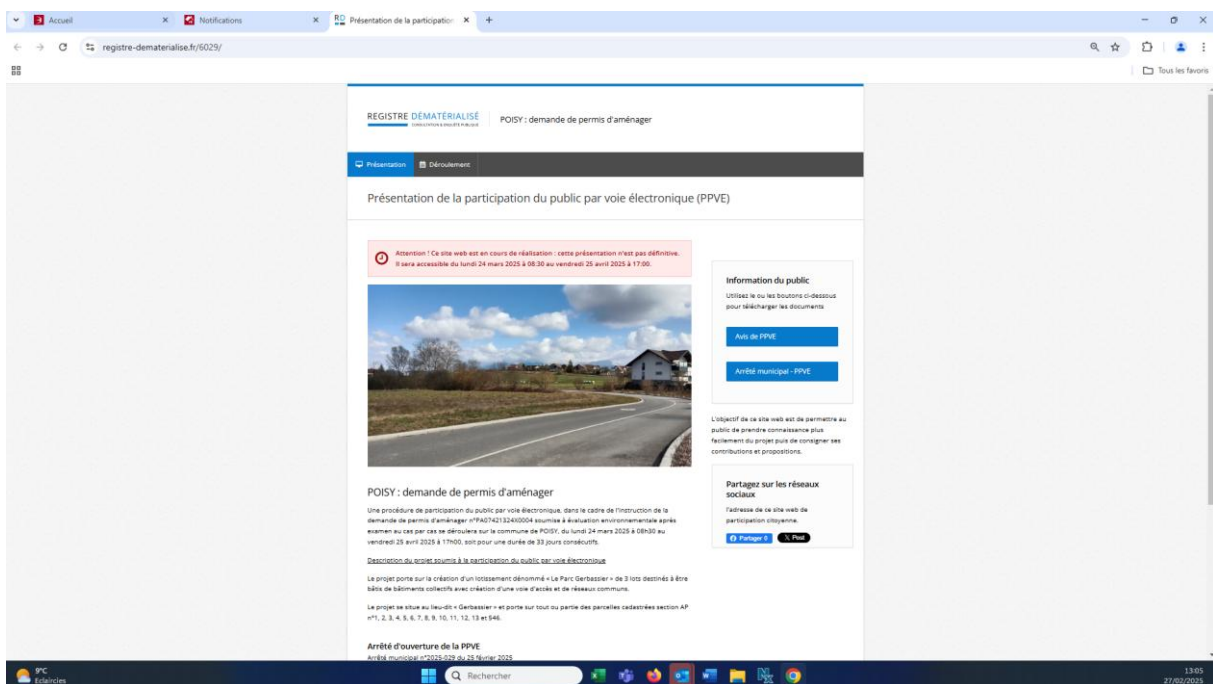 Accueil
Notifications
Présentation de la participation
registre-dematerialise.fr/6029/
Tous les favoris
REGISTRE DÉMATÉRIALISÉ
CONSULTATION & ENQUÊTE PUBLIQUE
POISY : demande de permis d'aménager
Présentation
Déroulement
Présentation de la participation du public par voie électronique (PPVE)
Attention ! Ce site web est en cours de réalisation : cette présentation n'est pas définitive.
Il sera accessible du lundi 24 mars 2025 à 08:30 au vendredi 25 avril 2025 à 17:00.
Information du public
Utilisez le ou les boutons ci-dessous
pour télécharger les documents
Avis de PPVE
Arrêté municipal - PPVE
L'objectif de ce site web est de permettre au
public de prendre connaissance plus
facilement du projet puis de consigner ses
contributions et propositions.
Partagez sur les réseaux
sociaux
l'adresse de ce site web de
participation citoyenne.
Partager 0
Post
POISY : demande de permis d'aménager
Une procédure de participation du public par voie électronique, dans le cadre de l'instruction de la
demande de permis d'aménager n°PA07421324X0004 soumise à évaluation environnementale après
examen au cas par cas se déroulera sur la commune de POISY, du lundi 24 mars 2025 à 08h30 au
vendredi 25 avril 2025 à 17h00, soit pour une durée de 33 jours consécutifs.
Description du projet soumis à la participation du public par voie électronique
Le projet porte sur la création d'un lotissement dénommé « Le Parc Gerbassier » de 3 lots destinés à être
bâtis de bâtiments collectifs avec création d'une voie d'accès et de réseaux communs.
Le projet se situe au lieu-dit « Gerbassier » et porte sur tout ou partie des parcelles cadastrées section AP
n°1, 2, 3, 4, 5, 6, 7, 8, 9, 10, 11, 12, 13 et 546.
Arrêté d'ouverture de la PPVE
Arrêté municipal n°2025-029 du 25 février 2025
9°C
Eclaircies
Rechercher
13:05
27/02/2025